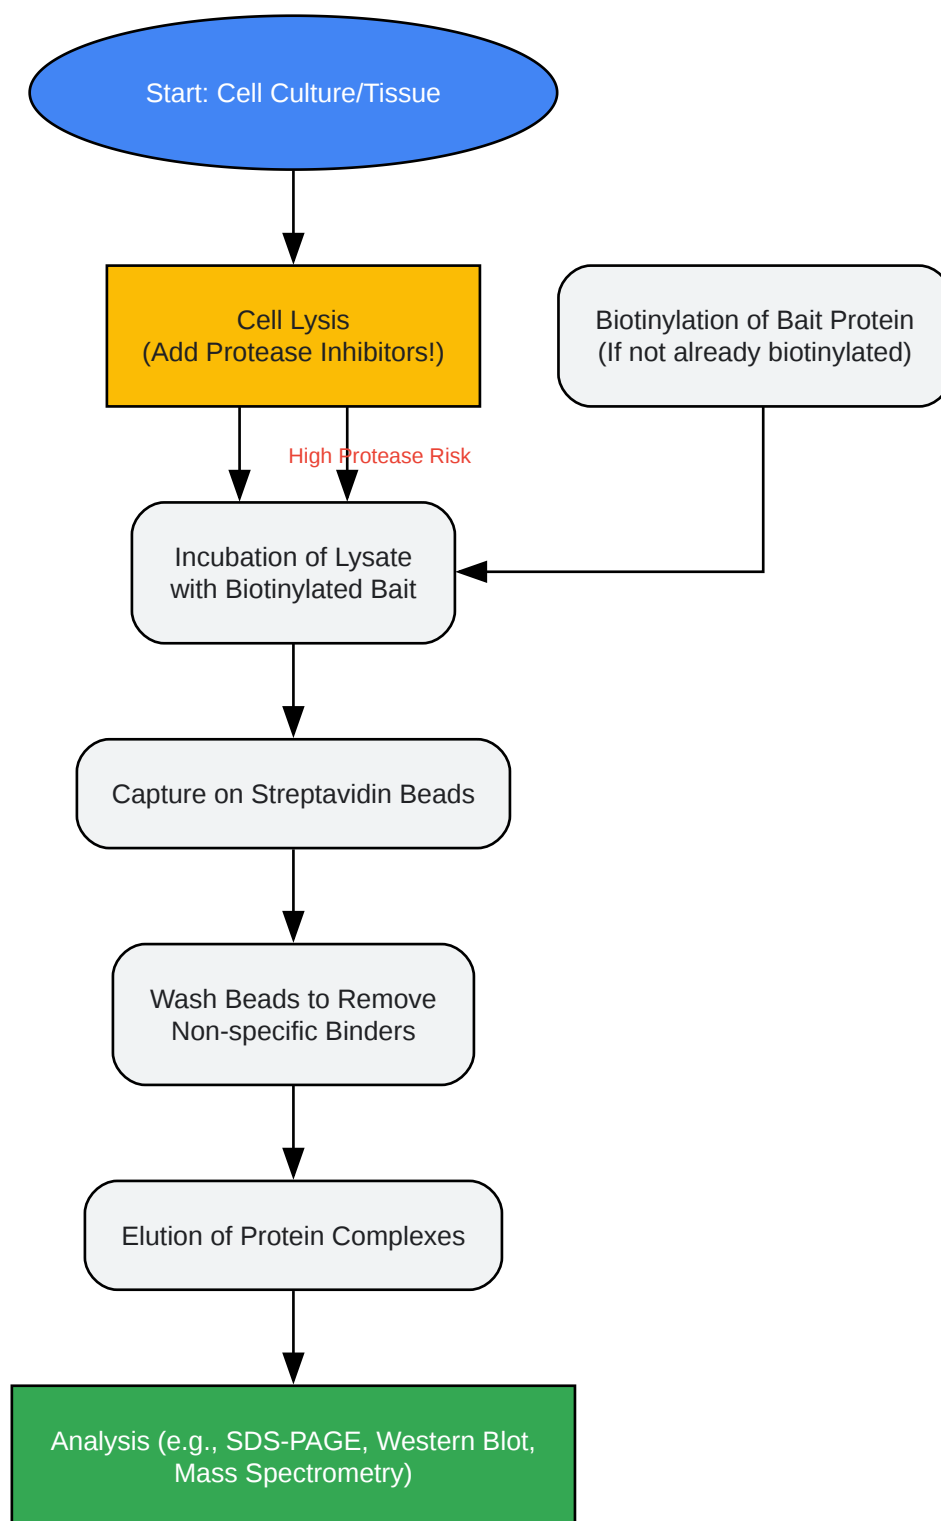 Start: Cell Culture/Tissue
Cell Lysis
(Add Protease Inhibitors!)
Biotinylation of Bait Protein
(If not already biotinylated)
High Protease Risk
Incubation of Lysate
with Biotinylated Bait
Capture on Streptavidin Beads
Wash Beads to Remove
Non-specific Binders
Elution of Protein Complexes
Analysis (e.g., SDS-PAGE, Western Blot,
Mass Spectrometry)